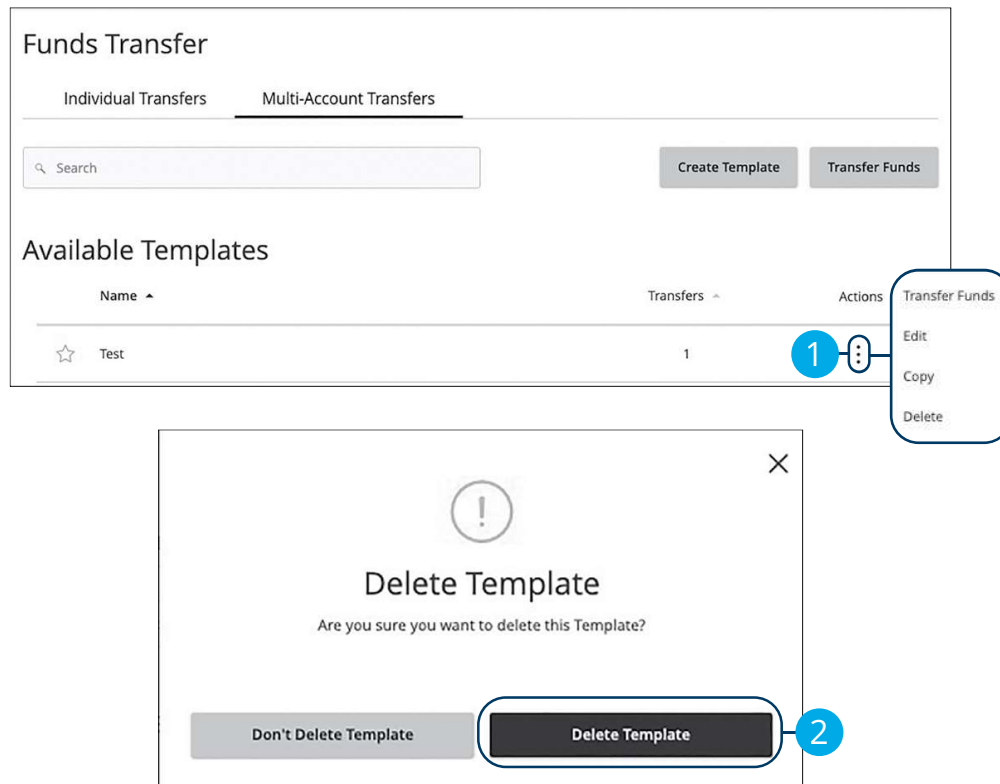 Funds Transfer
Individual Transfers Multi-Account Transfers
Search Create Template Transfer Funds
Available Templates
Name Transfers Actions
Transfer Funds
Edit
Copy
Delete
Test 1 1
Delete Template
Are you sure you want to delete this Template?
Don't Delete Template Delete Template 2